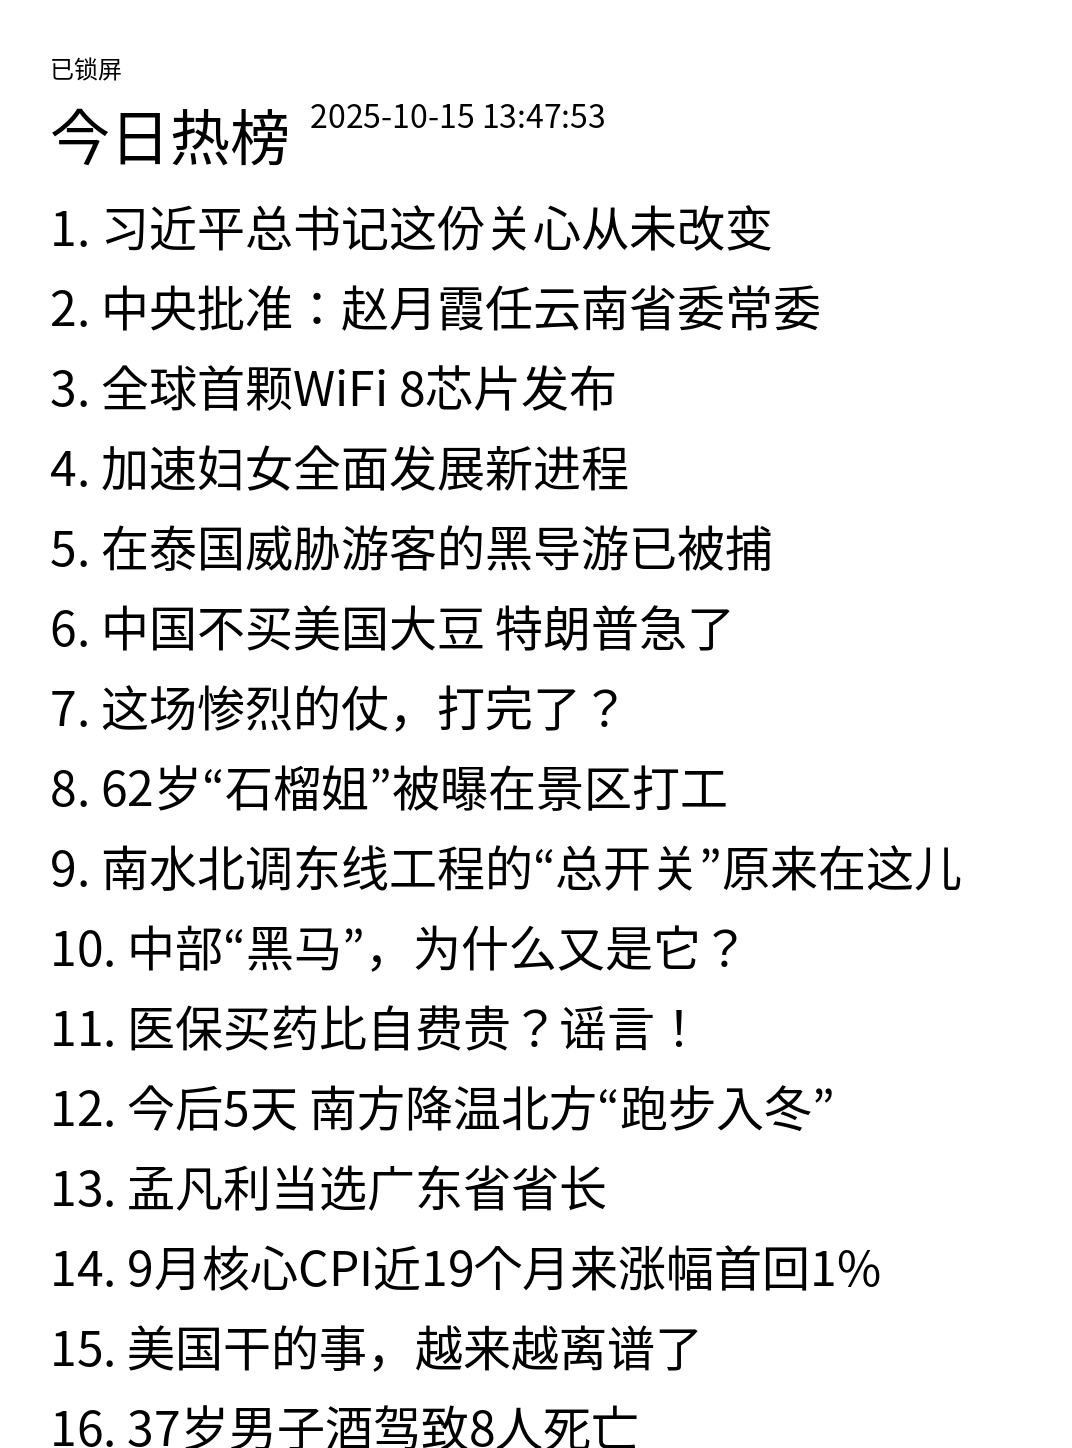 已锁屏
今日热榜 2025-10-15 13:47:53
1. 习近平总书记这份关心从未改变
2. 中央批准：赵月霞任云南省委常委
3. 全球首颗WiFi 8芯片发布
4. 加速妇女全面发展新进程
5. 在泰国威胁游客的黑导游已被捕
6. 中国不买美国大豆 特朗普急了
7. 这场惨烈的仗，打完了？
8. 62岁“石榴姐”被曝在景区打工
9. 南水北调东线工程的“总开关”原来在这儿
10. 中部“黑马”，为什么又是它？
11. 医保买药比自费贵？谣言！
12. 今后5天 南方降温北方“跑步入冬”
13. 孟凡利当选广东省省长
14. 9月核心CPI近19个月来涨幅首回1%
15. 美国干的事，越来越离谱了
16. 37岁男子酒驾致8人死亡